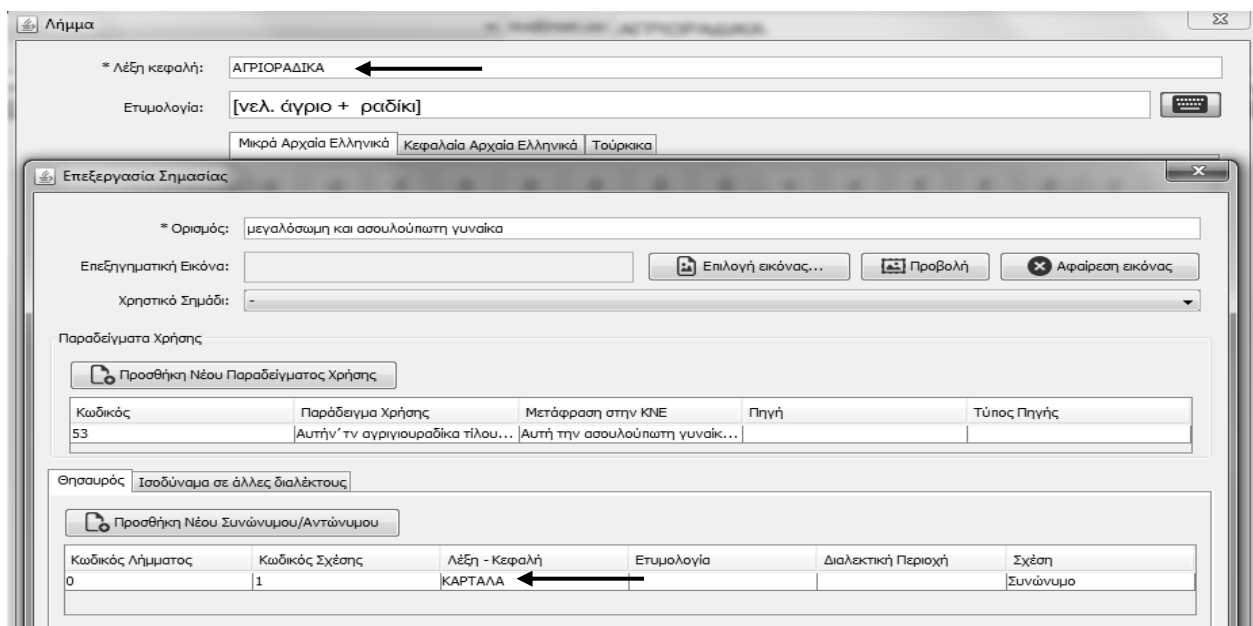 Λήμμα
* Λέξη κεφαλή: ΑΓΡΙΟΡΑΔΙΚΑ
Ετυμολογία: [νελ. άγριο + ραδίκι]
Μικρά Αρχαία Ελληνικά Κεφαλαία Αρχαία Ελληνικά Τούρκικα
Επεξεργασία Σημασίας
* Ορισμός: μεγαλόσωμη και ασουλούπωτη γυναίκα
Επεξηγηματική Εικόνα: Επιλογή εικόνας... Προβολή Αφαίρεση εικόνας
Χρηστικό Σημάδι: -
Παραδείγματα Χρήσης
Προσθήκη Νέου Παραδείγματος Χρήσης
Κωδικός Παράδειγμα Χρήσης Μετάφραση στην ΚΝΕ Πηγή Τύπος Πηγής
53 Αυτήν΄τν αγριγιουραδίκα τίλου... Αυτή την ασουλούπωτη γυναίκ...
Θησαυρός Ισοδύναμα σε άλλες διαλέκτους
Προσθήκη Νέου Συνώνυμου/Αντώνυμου
Κωδικός Λήμματος Κωδικός Σχέσης Λέξη - Κεφαλή Ετυμολογία Διαλεκτική Περιοχή Σχέση
0 1 ΚΑΡΤΑΛΑ Συνώνυμο